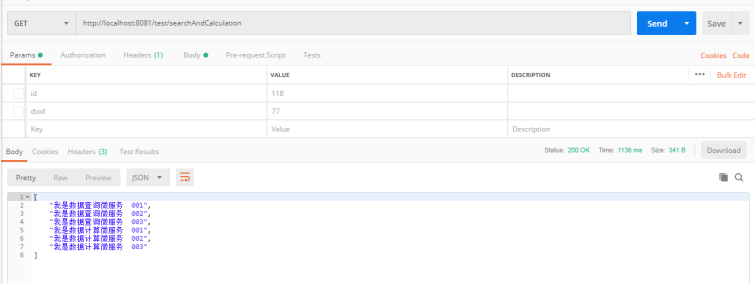 GET http://localhost:8081/test/searchAndCalculation Send Save
Params Authorization Headers (1) Body Pre-request Script Tests Cookies Code
KEY VALUE DESCRIPTION ••• Bulk Edit
id 118
dxid 77
Key Value Description
Body Cookies Headers (3) Test Results Status: 200 OK Time: 1136 ms Size: 341 B Download
Pretty Raw Preview JSON
1 [
2 "我是数据查询微服务 001",
3 "我是数据查询微服务 002",
4 "我是数据查询微服务 003",
5 "我是数据计算微服务 001",
6 "我是数据计算微服务 002",
7 "我是数据计算微服务 003"
8 ]